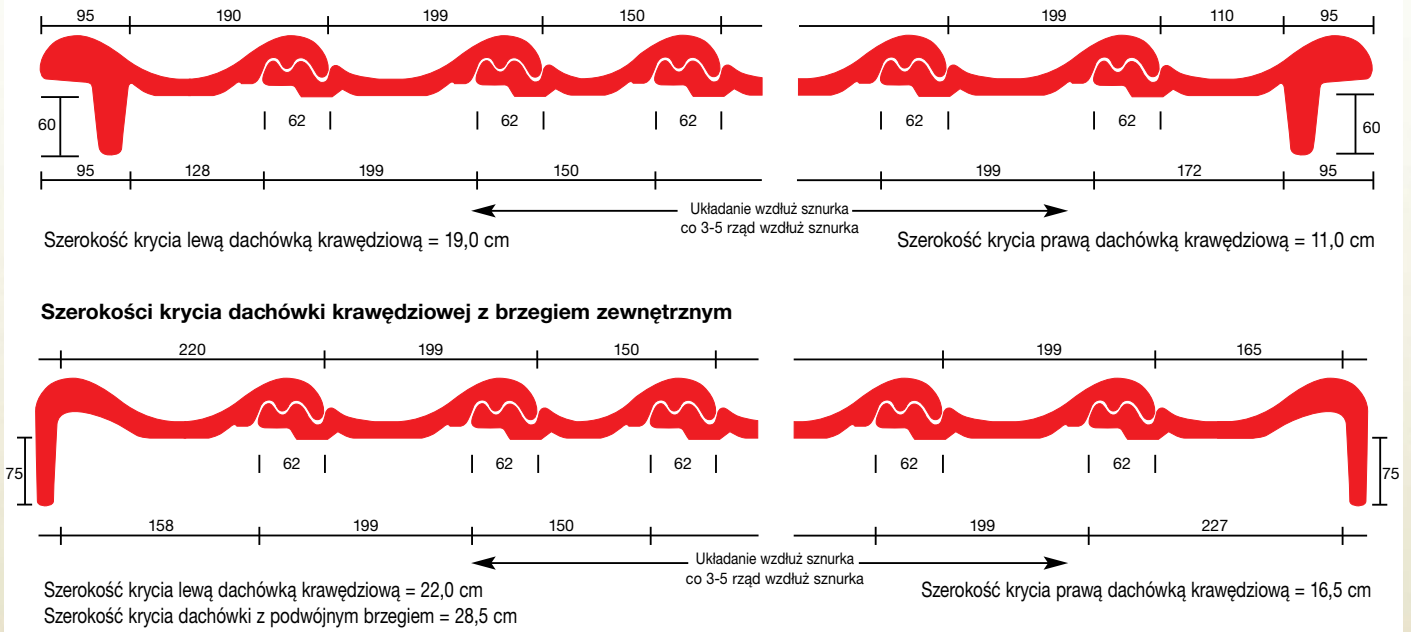 95 190 199 150 199 110 95
60 62 62 62 62 62 60
95 128 199 150 199 172 95
Układanie wzdłuż sznurka
co 3-5 rząd wzdłuż sznurka
Szerokość krycia lewą dachówką krawędziową = 19,0 cm
Szerokość krycia prawą dachówką krawędziową = 11,0 cm
Szerokości krycia dachówki krawędziowej z brzegiem zewnętrznym
220 199 150 199 165
75 62 62 62 62 62 75
158 199 150 199 227
Układanie wzdłuż sznurka
co 3-5 rząd wzdłuż sznurka
Szerokość krycia lewą dachówką krawędziową = 22,0 cm
Szerokość krycia prawą dachówką krawędziową = 16,5 cm
Szerokość krycia dachówki z podwójnym brzegiem = 28,5 cm